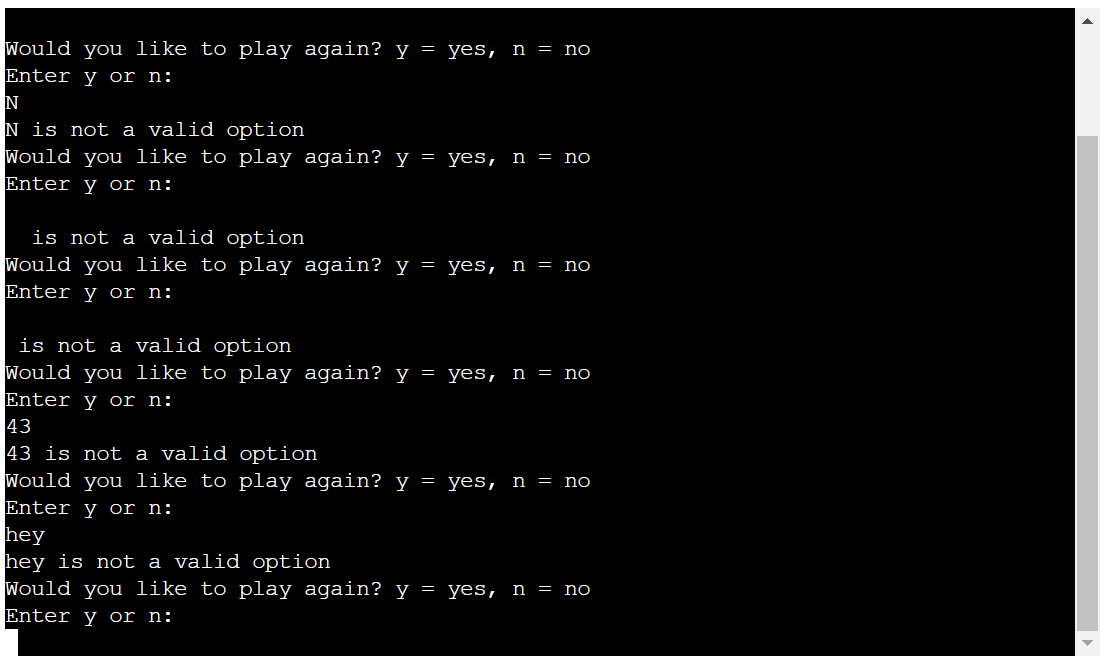 Would you like to play again? y = yes, n = no
Enter y or n:
N
N is not a valid option
Would you like to play again? y = yes, n = no
Enter y or n:
  is not a valid option
Would you like to play again? y = yes, n = no
Enter y or n:
 is not a valid option
Would you like to play again? y = yes, n = no
Enter y or n:
43
43 is not a valid option
Would you like to play again? y = yes, n = no
Enter y or n:
hey
hey is not a valid option
Would you like to play again? y = yes, n = no
Enter y or n: